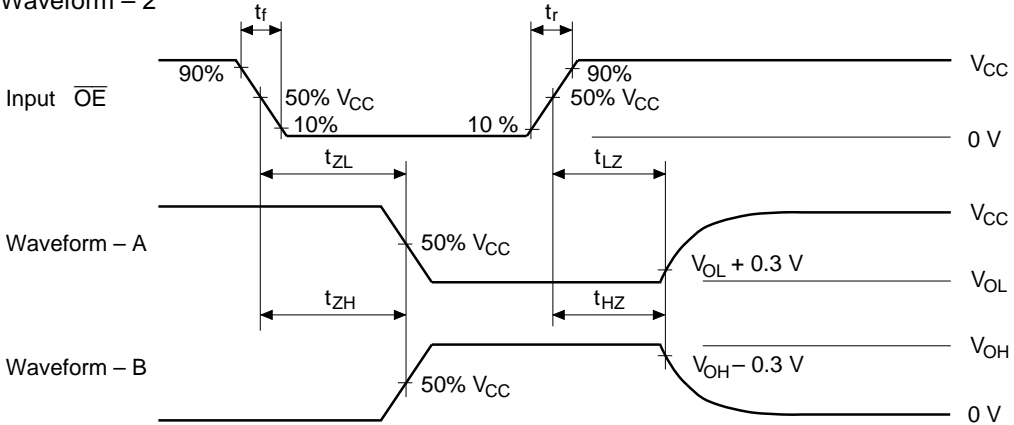 Waveform – 2
tf
tr
90%
90%
VCC
Input OE
50% VCC
50% VCC
10%
10 %
0 V
tZL
tLZ
VCC
Waveform – A
50% VCC
VOL + 0.3 V
VOL
tZH
tHZ
VOH
Waveform – B
VOH – 0.3 V
50% VCC
0 V